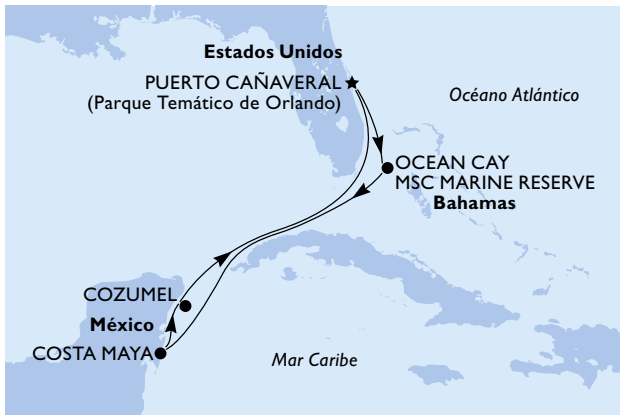 Estados Unidos
PUERTO CAÑAVERAL
(Parque Temático de Orlando)
Océano Atlántico
OCEAN CAY
MSC MARINE RESERVE
Bahamas
COZUMEL
México
COSTA MAYA
Mar Caribe